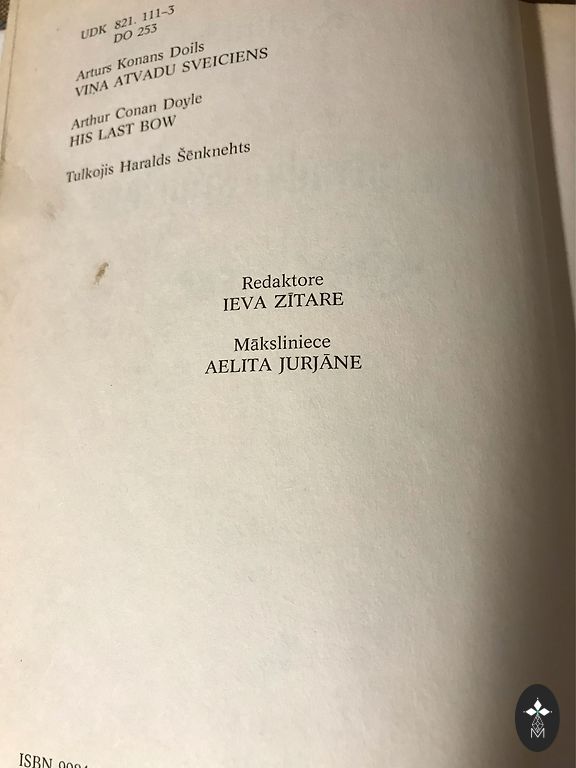 UDK 821. 111–3
DO 253
Arturs Konans Doils
VIŅA ATVADU SVEICIENS
Arthur Conan Doyle
HIS LAST BOW
Tulkojis Haralds Šēnknehts
Redaktore
IEVA ZĪTARE
Māksliniece
AELITA JURJĀNE
ISBN